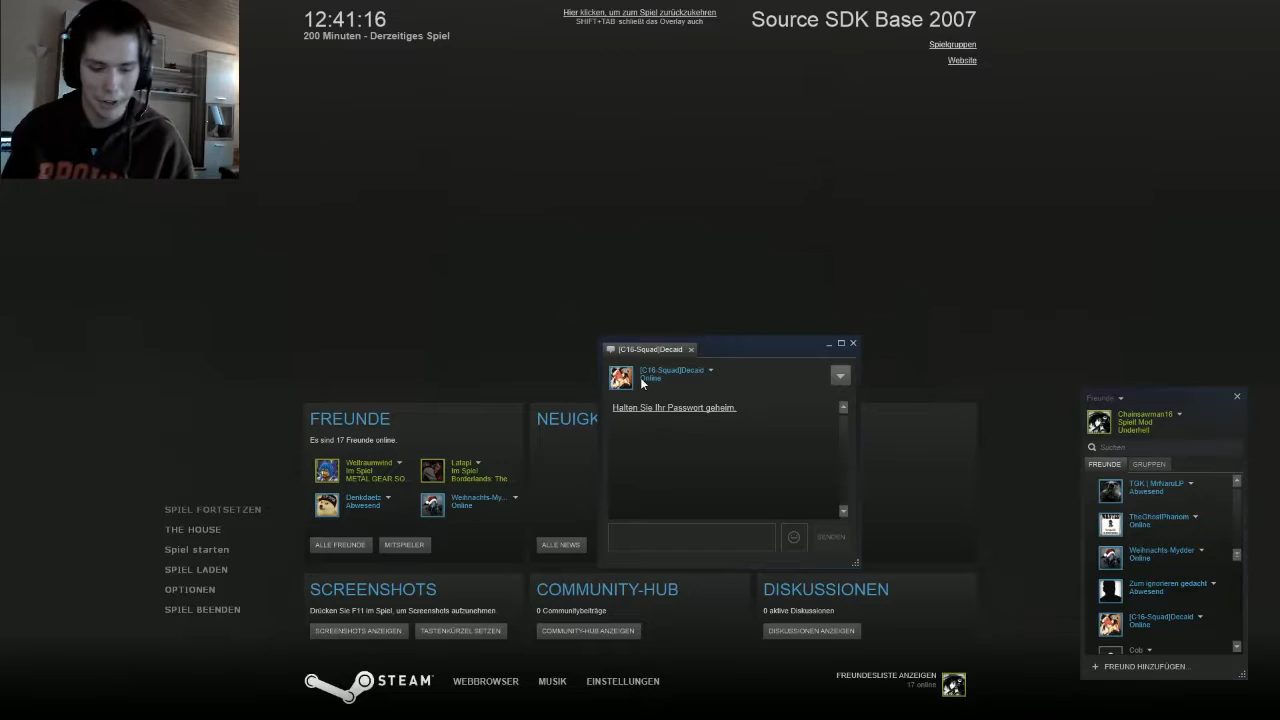 12:41:16
200 Minuten - Derzeitiges Spiel
Hier klicken, um zum Spiel zurückzukehren
SHIFT+TAB schließt das Overlay auch
Source SDK Base 2007
Spielgruppen
Website
BROWN
[C16-Squad]Decaid
[C16-Squad]Decaid
Online
Halten Sie Ihr Passwort geheim.
SENDEN
FREUNDE
Es sind 17 Freunde online.
Weltraumwind
Im Spiel
METAL GEAR SO...
Latapi
Im Spiel
Borderlands: The ...
Denkdaetz
Abwesend
Weihnachts-My...
Online
ALLE FREUNDE
MITSPIELER
NEUIGK
ALLE NEWS
SPIEL FORTSETZEN
THE HOUSE
Spiel starten
SPIEL LADEN
OPTIONEN
SPIEL BEENDEN
SCREENSHOTS
Drücken Sie F11 im Spiel, um Screenshots aufzunehmen.
SCREENSHOTS ANZEIGEN
TASTENKÜRZEL SETZEN
COMMUNITY-HUB
0 Communitybeiträge
COMMUNITY-HUB ANZEIGEN
DISKUSSIONEN
0 aktive Diskussionen
DISKUSSIONEN ANZEIGEN
STEAM
WEBBROWSER
MUSIK
EINSTELLUNGEN
FREUNDESLISTE ANZEIGEN
17 online
Freunde
Chainsawman16
Spielt Mod
Underhell
Suchen
FREUNDE
GRUPPEN
TGK | MrNaruLP
Abwesend
TheGhostPhanom
Online
Weihnachts-Mydder
Online
Zum ignorieren gedacht
Abwesend
[C16-Squad]Decaid
Online
Cob
+ FREUND HINZUFÜGEN...